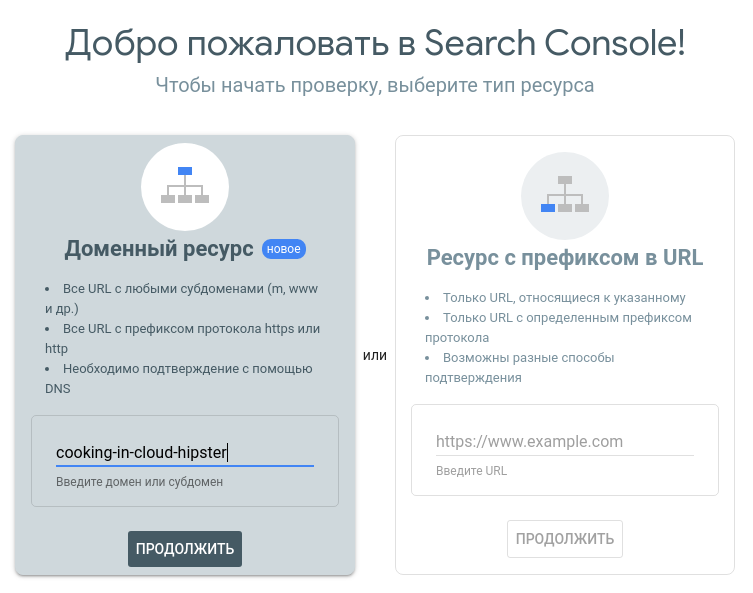 Добро пожаловать в Search Console!
Чтобы начать проверку, выберите тип ресурса
Доменный ресурс новое
• Все URL с любыми субдоменами (m, www
и др.)
• Все URL с префиксом протокола https или
http
• Необходимо подтверждение с помощью
DNS
cooking-in-cloud-hipster
Введите домен или субдомен
ПРОДОЛЖИТЬ
или
Ресурс с префиксом в URL
• Только URL, относящиеся к указанному
• Только URL с определенным префиксом
протокола
• Возможны разные способы
подтверждения
https://www.example.com
Введите URL
ПРОДОЛЖИТЬ